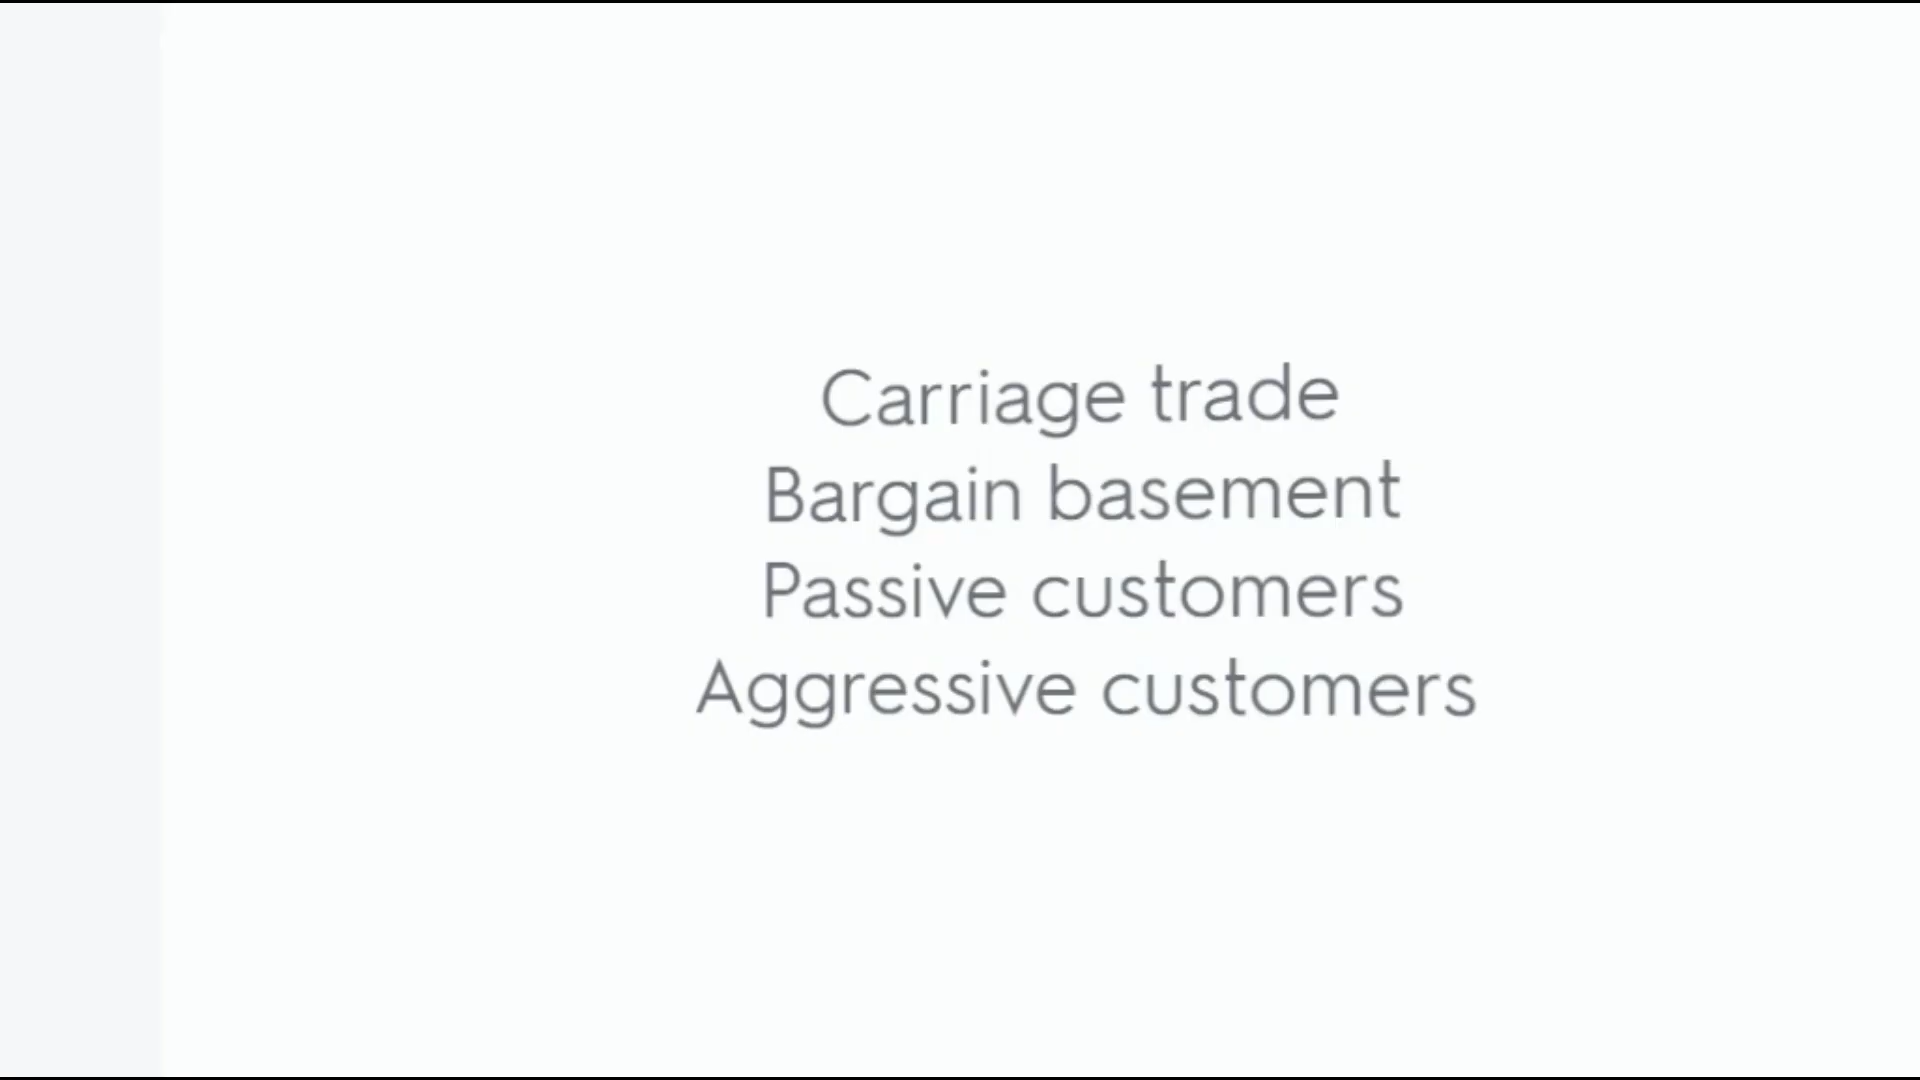 Carriage trade
Bargain basement
Passive customers
Aggressive customers